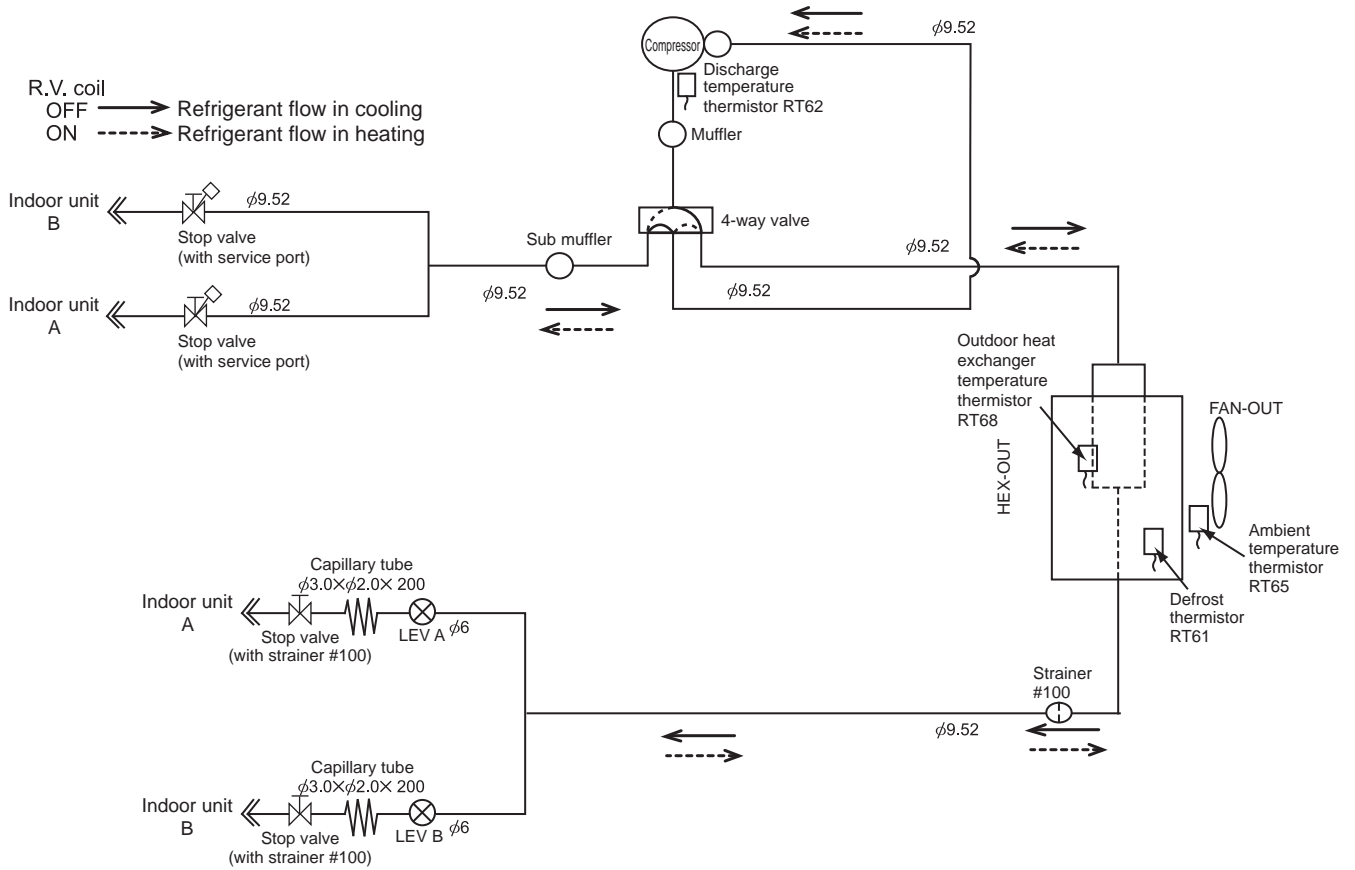 R.V. coil
OFF Refrigerant flow in cooling
ON Refrigerant flow in heating
Compressor
ϕ9.52
Discharge
temperature
thermistor RT62
Muffler
4-way valve
Indoor unit
B
ϕ9.52
Stop valve
(with service port)
Sub muffler
ϕ9.52
ϕ9.52
ϕ9.52
Indoor unit
A
ϕ9.52
Stop valve
(with service port)
Outdoor heat
exchanger
temperature
thermistor
RT68
HEX-OUT
FAN-OUT
Ambient
temperature
thermistor
RT65
Defrost
thermistor
RT61
Capillary tube
ϕ3.0×ϕ2.0× 200
Indoor unit
A
LEV A
ϕ6
Stop valve
(with strainer #100)
Strainer
#100
ϕ9.52
Capillary tube
ϕ3.0×ϕ2.0× 200
Indoor unit
B
LEV B
ϕ6
Stop valve
(with strainer #100)